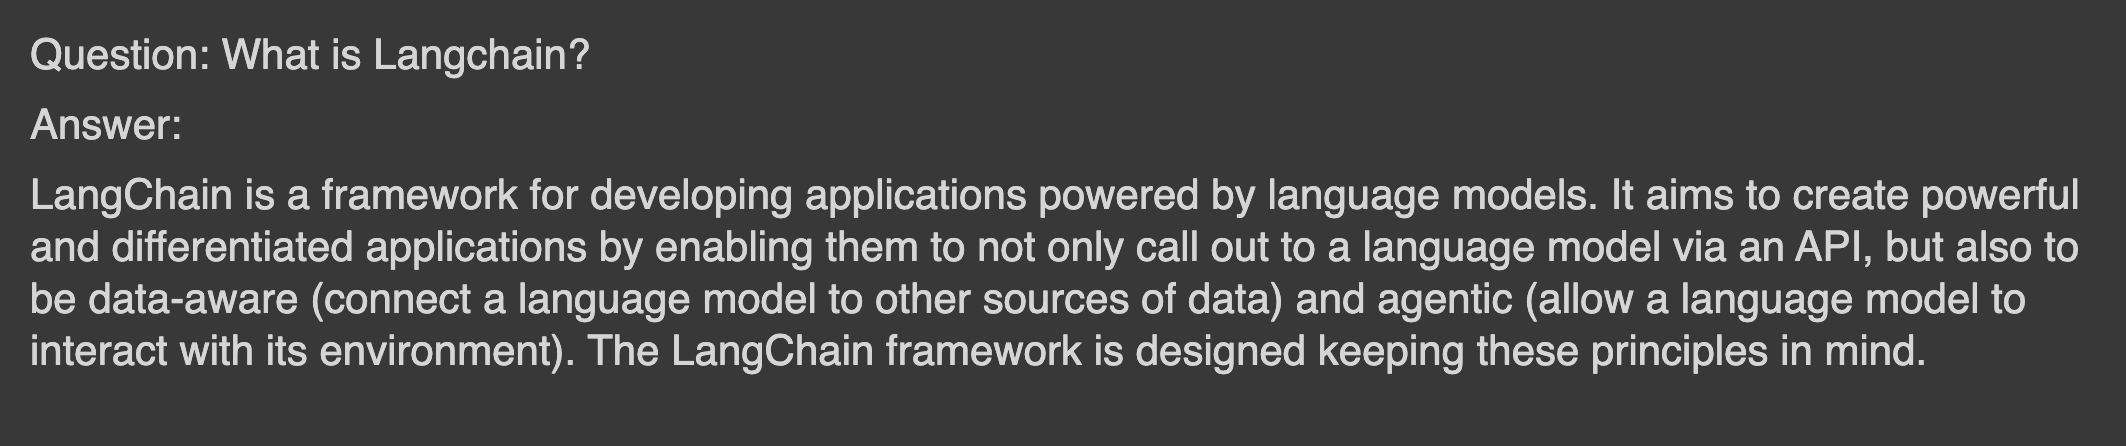 Question: What is Langchain?
Answer:
LangChain is a framework for developing applications powered by language models. It aims to create powerful
and differentiated applications by enabling them to not only call out to a language model via an API, but also to
be data-aware (connect a language model to other sources of data) and agentic (allow a language model to
interact with its environment). The LangChain framework is designed keeping these principles in mind.